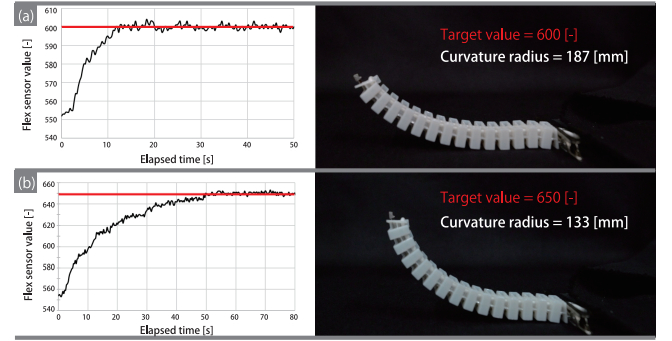 (a)
610
600
590
580
570
560
550
540
Flex sensor value [-]
0 10 20 30 40 50
Elapsed time [s]
Target value = 600 [-]
Curvature radius = 187 [mm]
(b)
660
640
620
600
580
560
540
Flex sensor value [-]
0 10 20 30 40 50 60 70 80
Elapsed time [s]
Target value = 650 [-]
Curvature radius = 133 [mm]